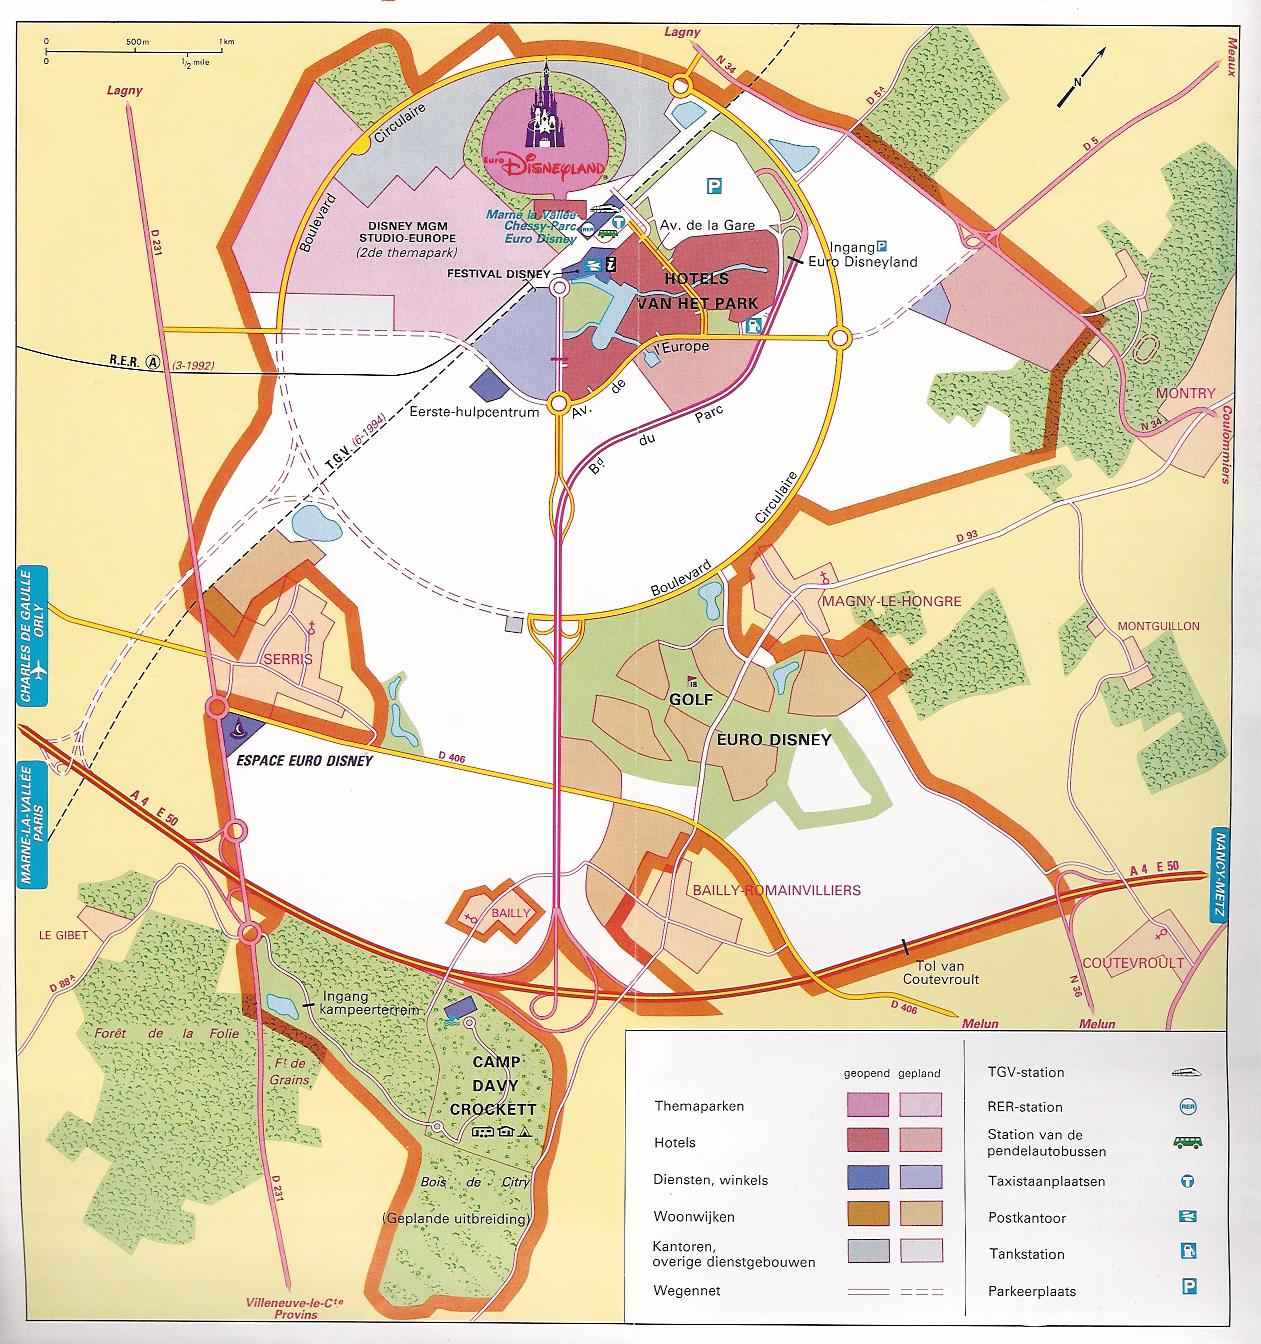 0 500m 1 km
0 1/2 mile
Lagny
Lagny
N 34
D 5A
Meaux
N
D 5
D 231
Circulaire
Boulevard
Euro Disneyland
P
DISNEY MGM
STUDIO-EUROPE
(2de themapark)
Marne la Vallée-
Chessy-Parc
Euro Disney
RER
Av. de la Gare
Ingang P
Euro Disneyland
FESTIVAL DISNEY
HOTELS
VAN HET PARK
R.E.R. A (3-1992)
l'Europe
de
Av.
Eerste-hulpcentrum
Bd du Parc
T.G.V. (6-1994)
MONTRY
N 34
Coulommiers
Circulaire
Boulevard
D 93
CHARLES DE GAULLE
ORLY
MAGNY-LE-HONGRE
MONTGUILLON
SERRIS
18
GOLF
EURO DISNEY
ESPACE EURO DISNEY
D 406
MARNE-LA-VALLÉE
PARIS
A 4 E 50
NANCY-METZ
A 4 E 50
BAILLY-ROMAINVILLIERS
BAILLY
LE GIBET
D 88A
COUTEVROULT
Tol van
Coutevroult
N 36
D 406
Melun
Melun
Ingang
kampeerterrein
Forêt de la Folie
Ft de
Grains
CAMP
DAVY
CROCKETT
D 231
Bois de Citry
(Geplande uitbreiding)
Villeneuve-le-Cte
Provins
geopend gepland
Themaparken
Hotels
Diensten, winkels
Woonwijken
Kantoren,
overige dienstgebouwen
Wegennet
TGV-station
RER-station RER
Station van de
pendelautobussen
Taxistaanplaatsen T
Postkantoor
Tankstation
Parkeerplaats P